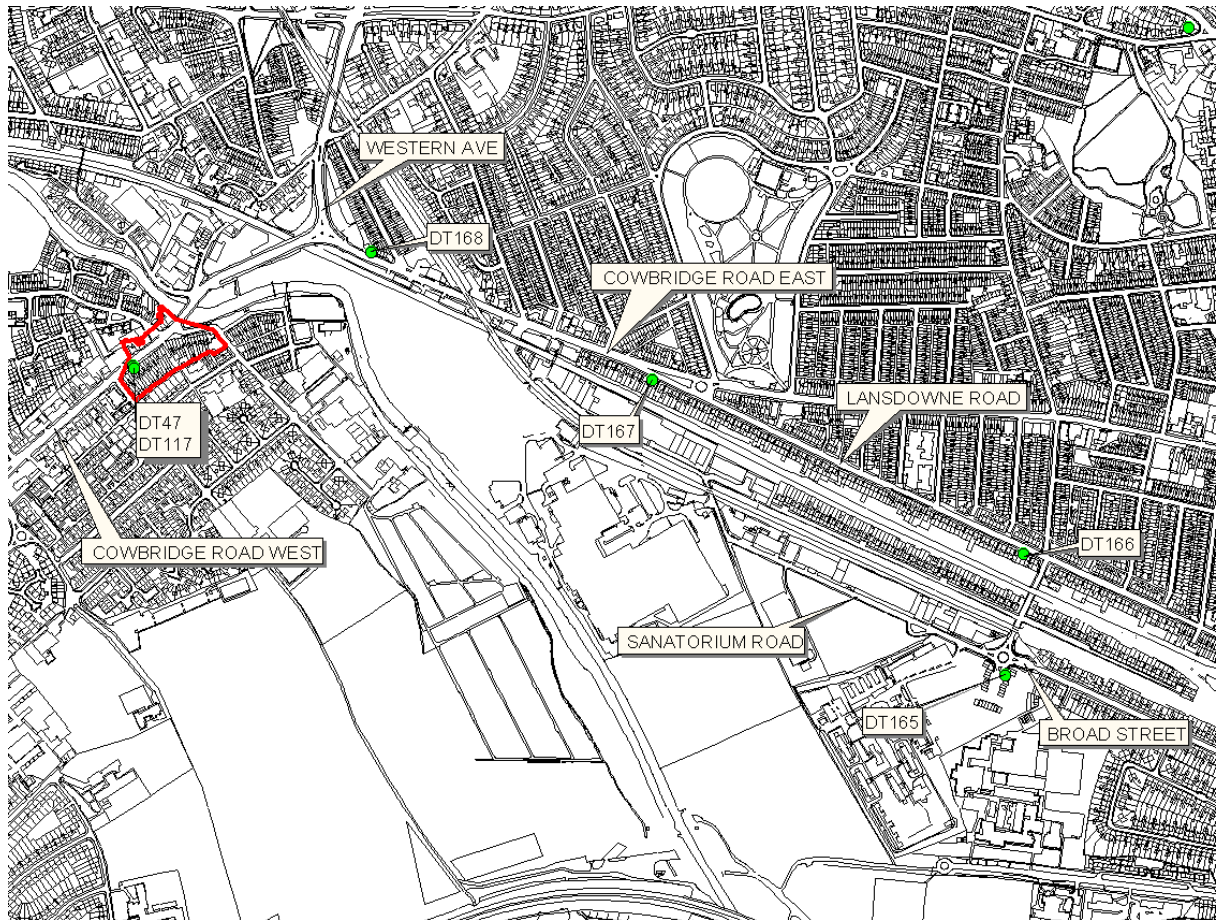 WESTERN AVE
DT168
COWBRIDGE ROAD EAST
LANSDOWNE ROAD
DT47
DT117
DT167
COWBRIDGE ROAD WEST
DT166
SANATORIUM ROAD
DT165
BROAD STREET